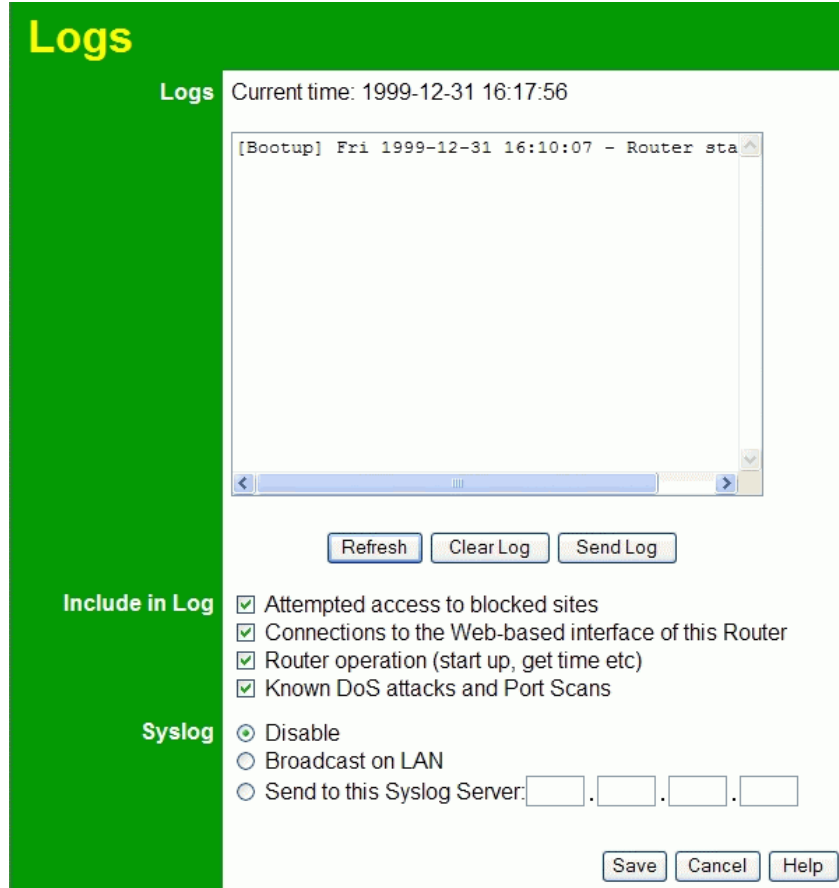 Logs
Logs Current time: 1999-12-31 16:17:56
[Bootup] Fri 1999-12-31 16:10:07 - Router sta
Refresh Clear Log Send Log
Include in Log Attempted access to blocked sites
Connections to the Web-based interface of this Router
Router operation (start up, get time etc)
Known DoS attacks and Port Scans
Syslog Disable
Broadcast on LAN
Send to this Syslog Server: . . .
Save Cancel Help